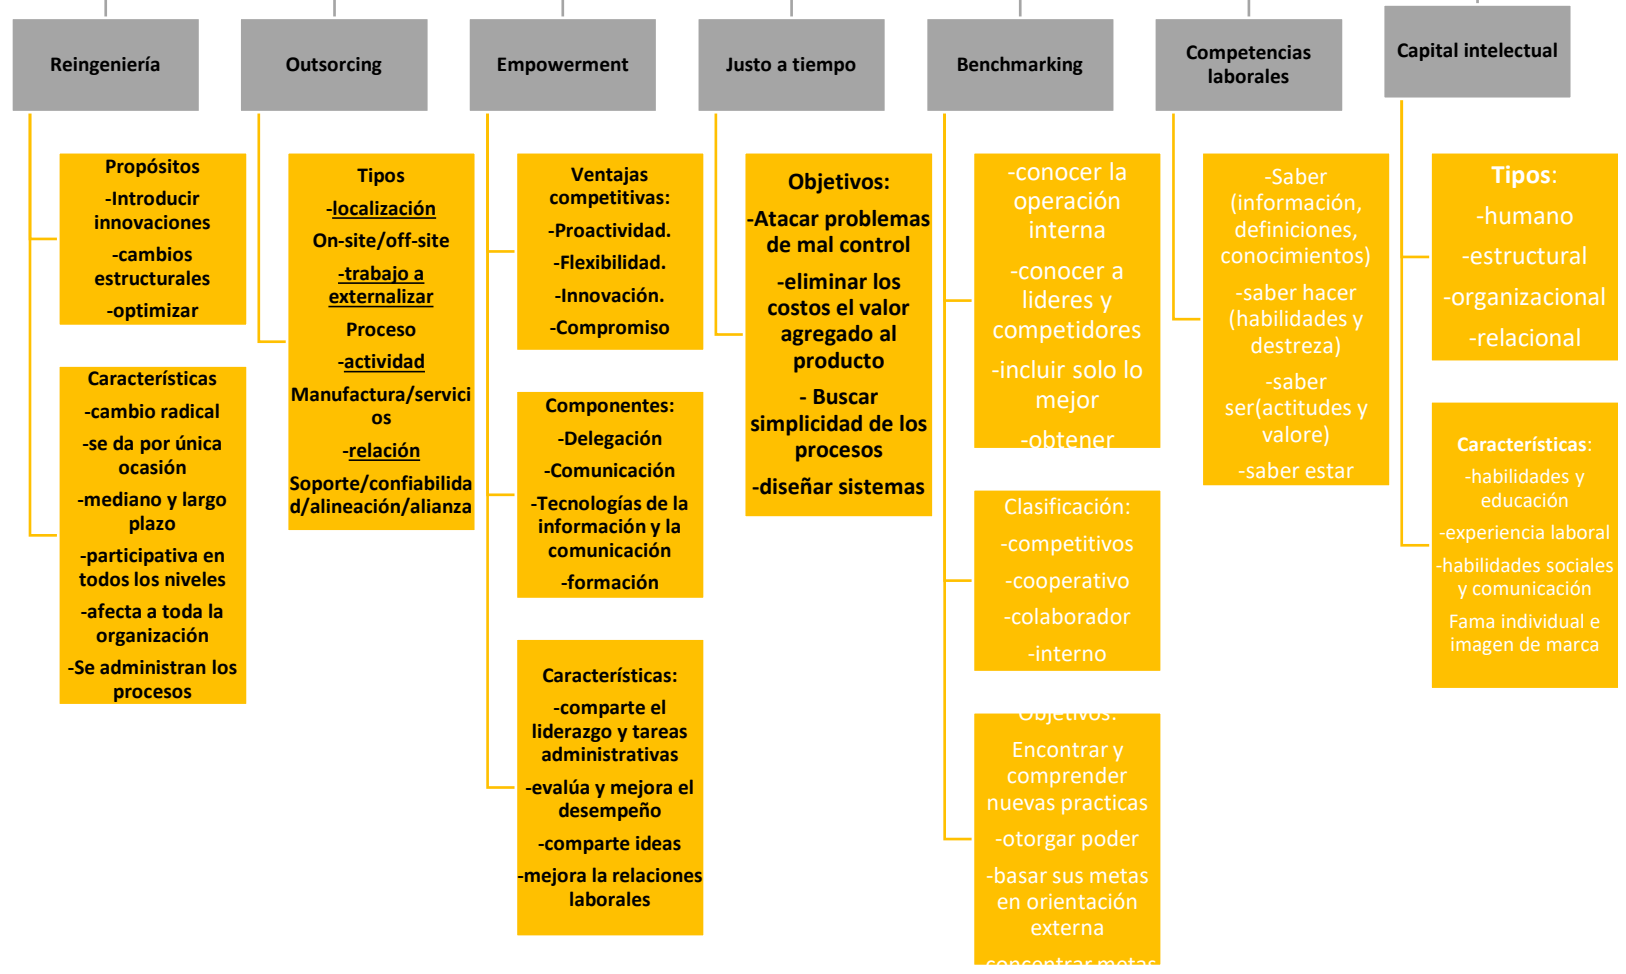 Reingeniería
Outsorcing
Empowerment
Justo a tiempo
Benchmarking
Competencias
laborales
Capital intelectual
Propósitos
-Introducir
innovaciones
-cambios
estructurales
-optimizar
Características
-cambio radical
-se da por única
ocasión
-mediano y largo
plazo
-participativa en
todos los niveles
-afecta a toda la
organización
-Se administran los
procesos
Tipos
-localización
On-site/off-site
-trabajo a
externalizar
Proceso
-actividad
Manufactura/servici
os
-relación
Soporte/confiabilida
d/alineación/alianza
Ventajas
competitivas:
-Proactividad.
-Flexibilidad.
-Innovación.
-Compromiso
Componentes:
-Delegación
-Comunicación
-Tecnologías de la
información y la
comunicación
-formación
Características:
-comparte el
liderazgo y tareas
administrativas
-evalúa y mejora el
desempeño
-comparte ideas
-mejora la relaciones
laborales
Objetivos:
-Atacar problemas
de mal control
-eliminar los
costos el valor
agregado al
producto
- Buscar
simplicidad de los
procesos
-diseñar sistemas
-conocer la
operación
interna
-conocer a
lideres y
competidores
-incluir solo lo
mejor
-obtener
Clasificación:
-competitivos
-cooperativo
-colaborador
-interno
Objetivos:
Encontrar y
comprender
nuevas practicas
-otorgar poder
-basar sus metas
en orientación
externa
-concentrar metas
-Saber
(información,
definiciones,
conocimientos)
-saber hacer
(habilidades y
destreza)
-saber
ser(actitudes y
valore)
-saber estar
Tipos:
-humano
-estructural
-organizacional
-relacional
Características:
-habilidades y
educación
-experiencia laboral
-habilidades sociales
y comunicación
Fama individual e
imagen de marca